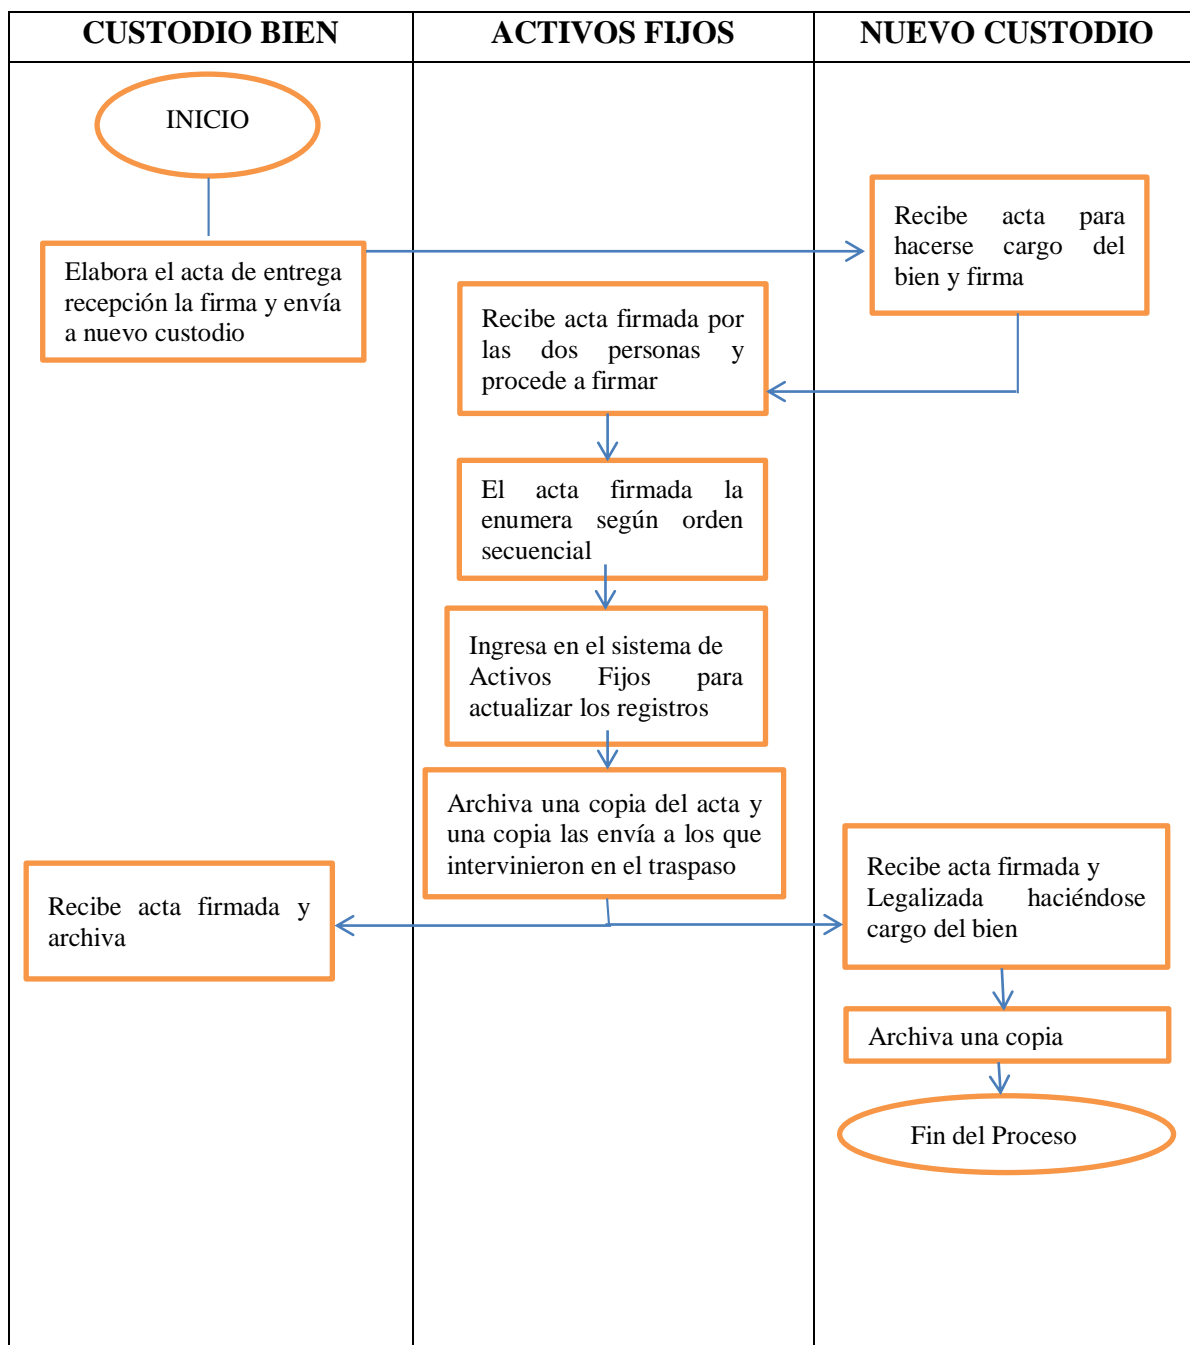 CUSTODIO BIEN
ACTIVOS FIJOS
NUEVO CUSTODIO
INICIO
Elabora el acta de entrega
recepción la firma y envía
a nuevo custodio
Recibe acta para
hacerse cargo del
bien y firma
Recibe acta firmada por
las dos personas y
procede a firmar
El acta firmada la
enumera según orden
secuencial
Ingresa en el sistema de
Activos Fijos para
actualizar los registros
Archiva una copia del acta y
una copia las envía a los que
intervinieron en el traspaso
Recibe acta firmada y
archiva
Recibe acta firmada y
Legalizada haciéndose
cargo del bien
Archiva una copia
Fin del Proceso